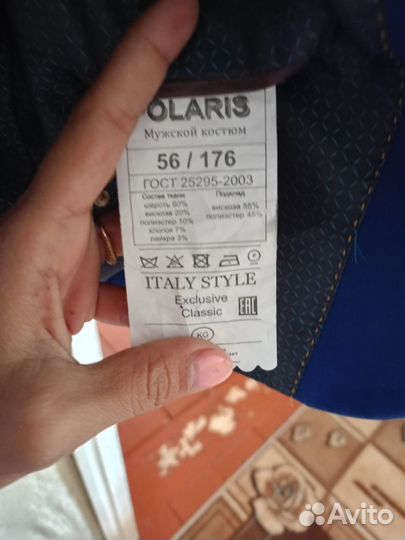 OLARIS
Мужской костюм
56 / 176
ГОСТ 25295-2003
Состав ткани Подклад
шерсть 60% вискоза 55%
вискоза 20% полиэстер 45%
полиэстер 10%
хлопок 7%
лайкра 3%
P
ITALY STYLE
Exclusive
Classic
EAC
KG
Avito